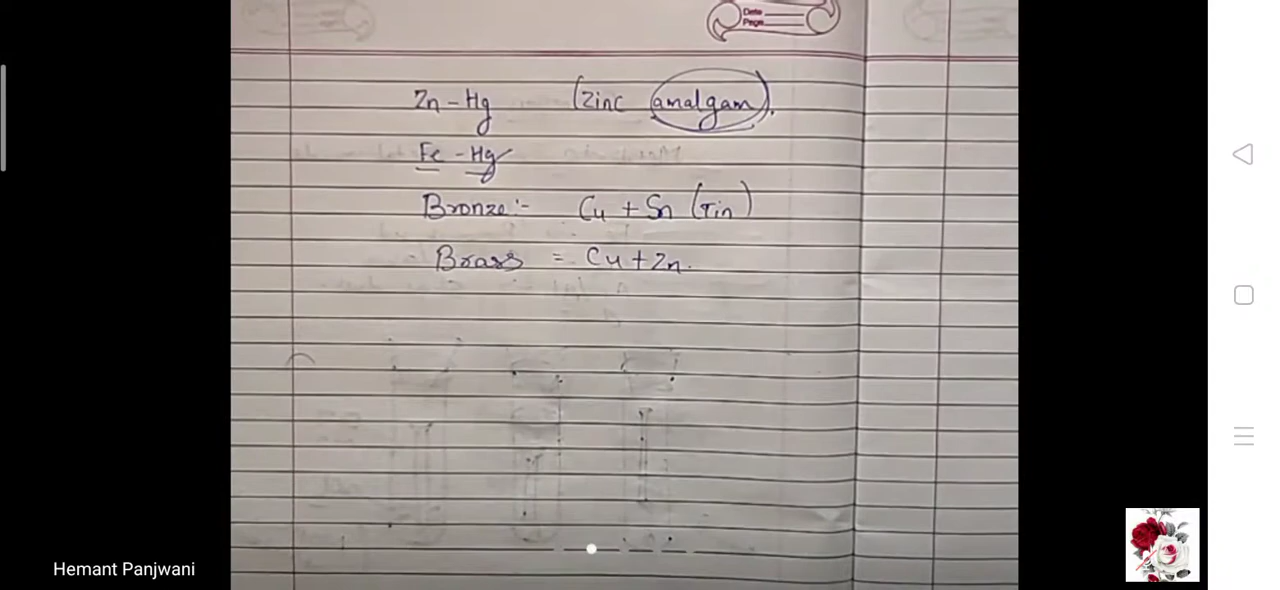 Date
Page
Zn - Hg (Zinc amalgam).
Fe - Hg
Bronze :- Cu + Sn (Tin)
Brass = Cu + Zn.
Hemant Panjwani